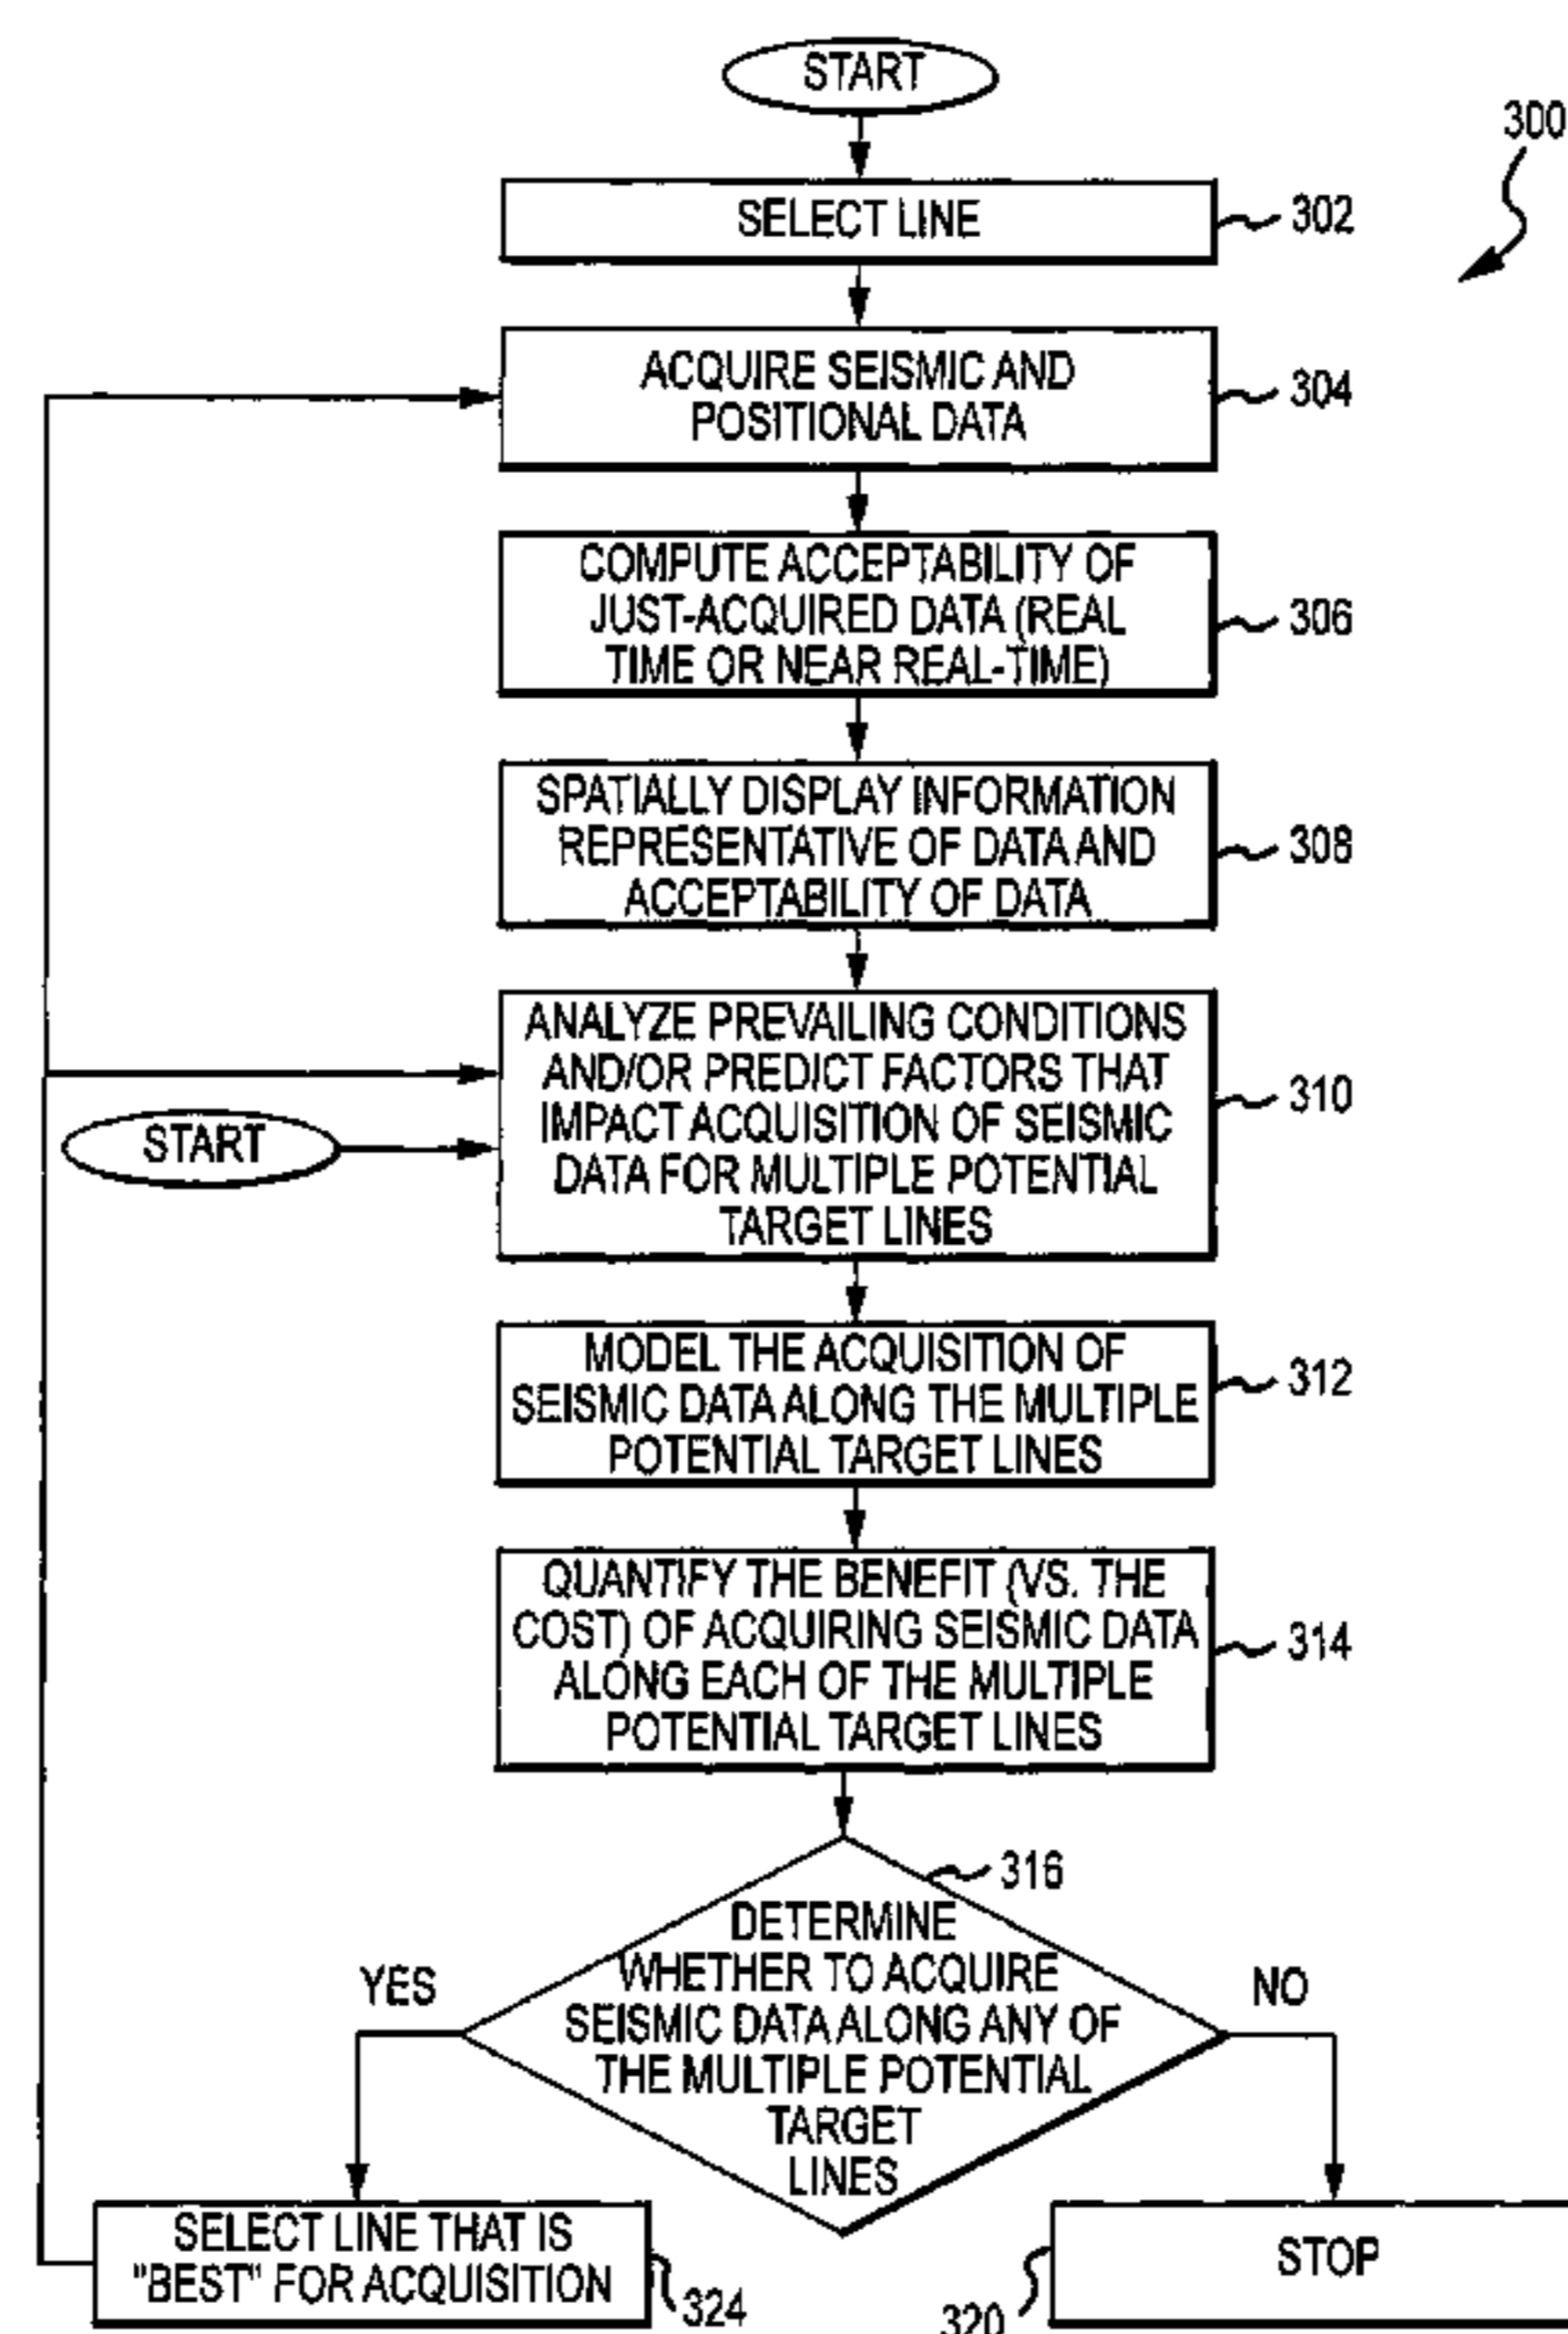 START
300
SELECT LINE
302
ACQUIRE SEISMIC AND
POSITIONAL DATA
304
COMPUTE ACCEPTABILITY OF
JUST-ACQUIRED DATA (REAL
TIME OR NEAR REAL-TIME)
306
SPATIALLY DISPLAY INFORMATION
REPRESENTATIVE OF DATA AND
ACCEPTABILITY OF DATA
308
ANALYZE PREVAILING CONDITIONS
AND/OR PREDICT FACTORS THAT
IMPACT ACQUISITION OF SEISMIC
DATA FOR MULTIPLE POTENTIAL
TARGET LINES
310
START
MODEL THE ACQUISITION OF
SEISMIC DATA ALONG THE MULTIPLE
POTENTIAL TARGET LINES
312
QUANTIFY THE BENEFIT (VS. THE
COST) OF ACQUIRING SEISMIC DATA
ALONG EACH OF THE MULTIPLE
POTENTIAL TARGET LINES
314
316
DETERMINE
WHETHER TO ACQUIRE
SEISMIC DATA ALONG ANY OF
THE MULTIPLE POTENTIAL
TARGET
LINES
YES
NO
SELECT LINE THAT IS
"BEST" FOR ACQUISITION
324
320
STOP